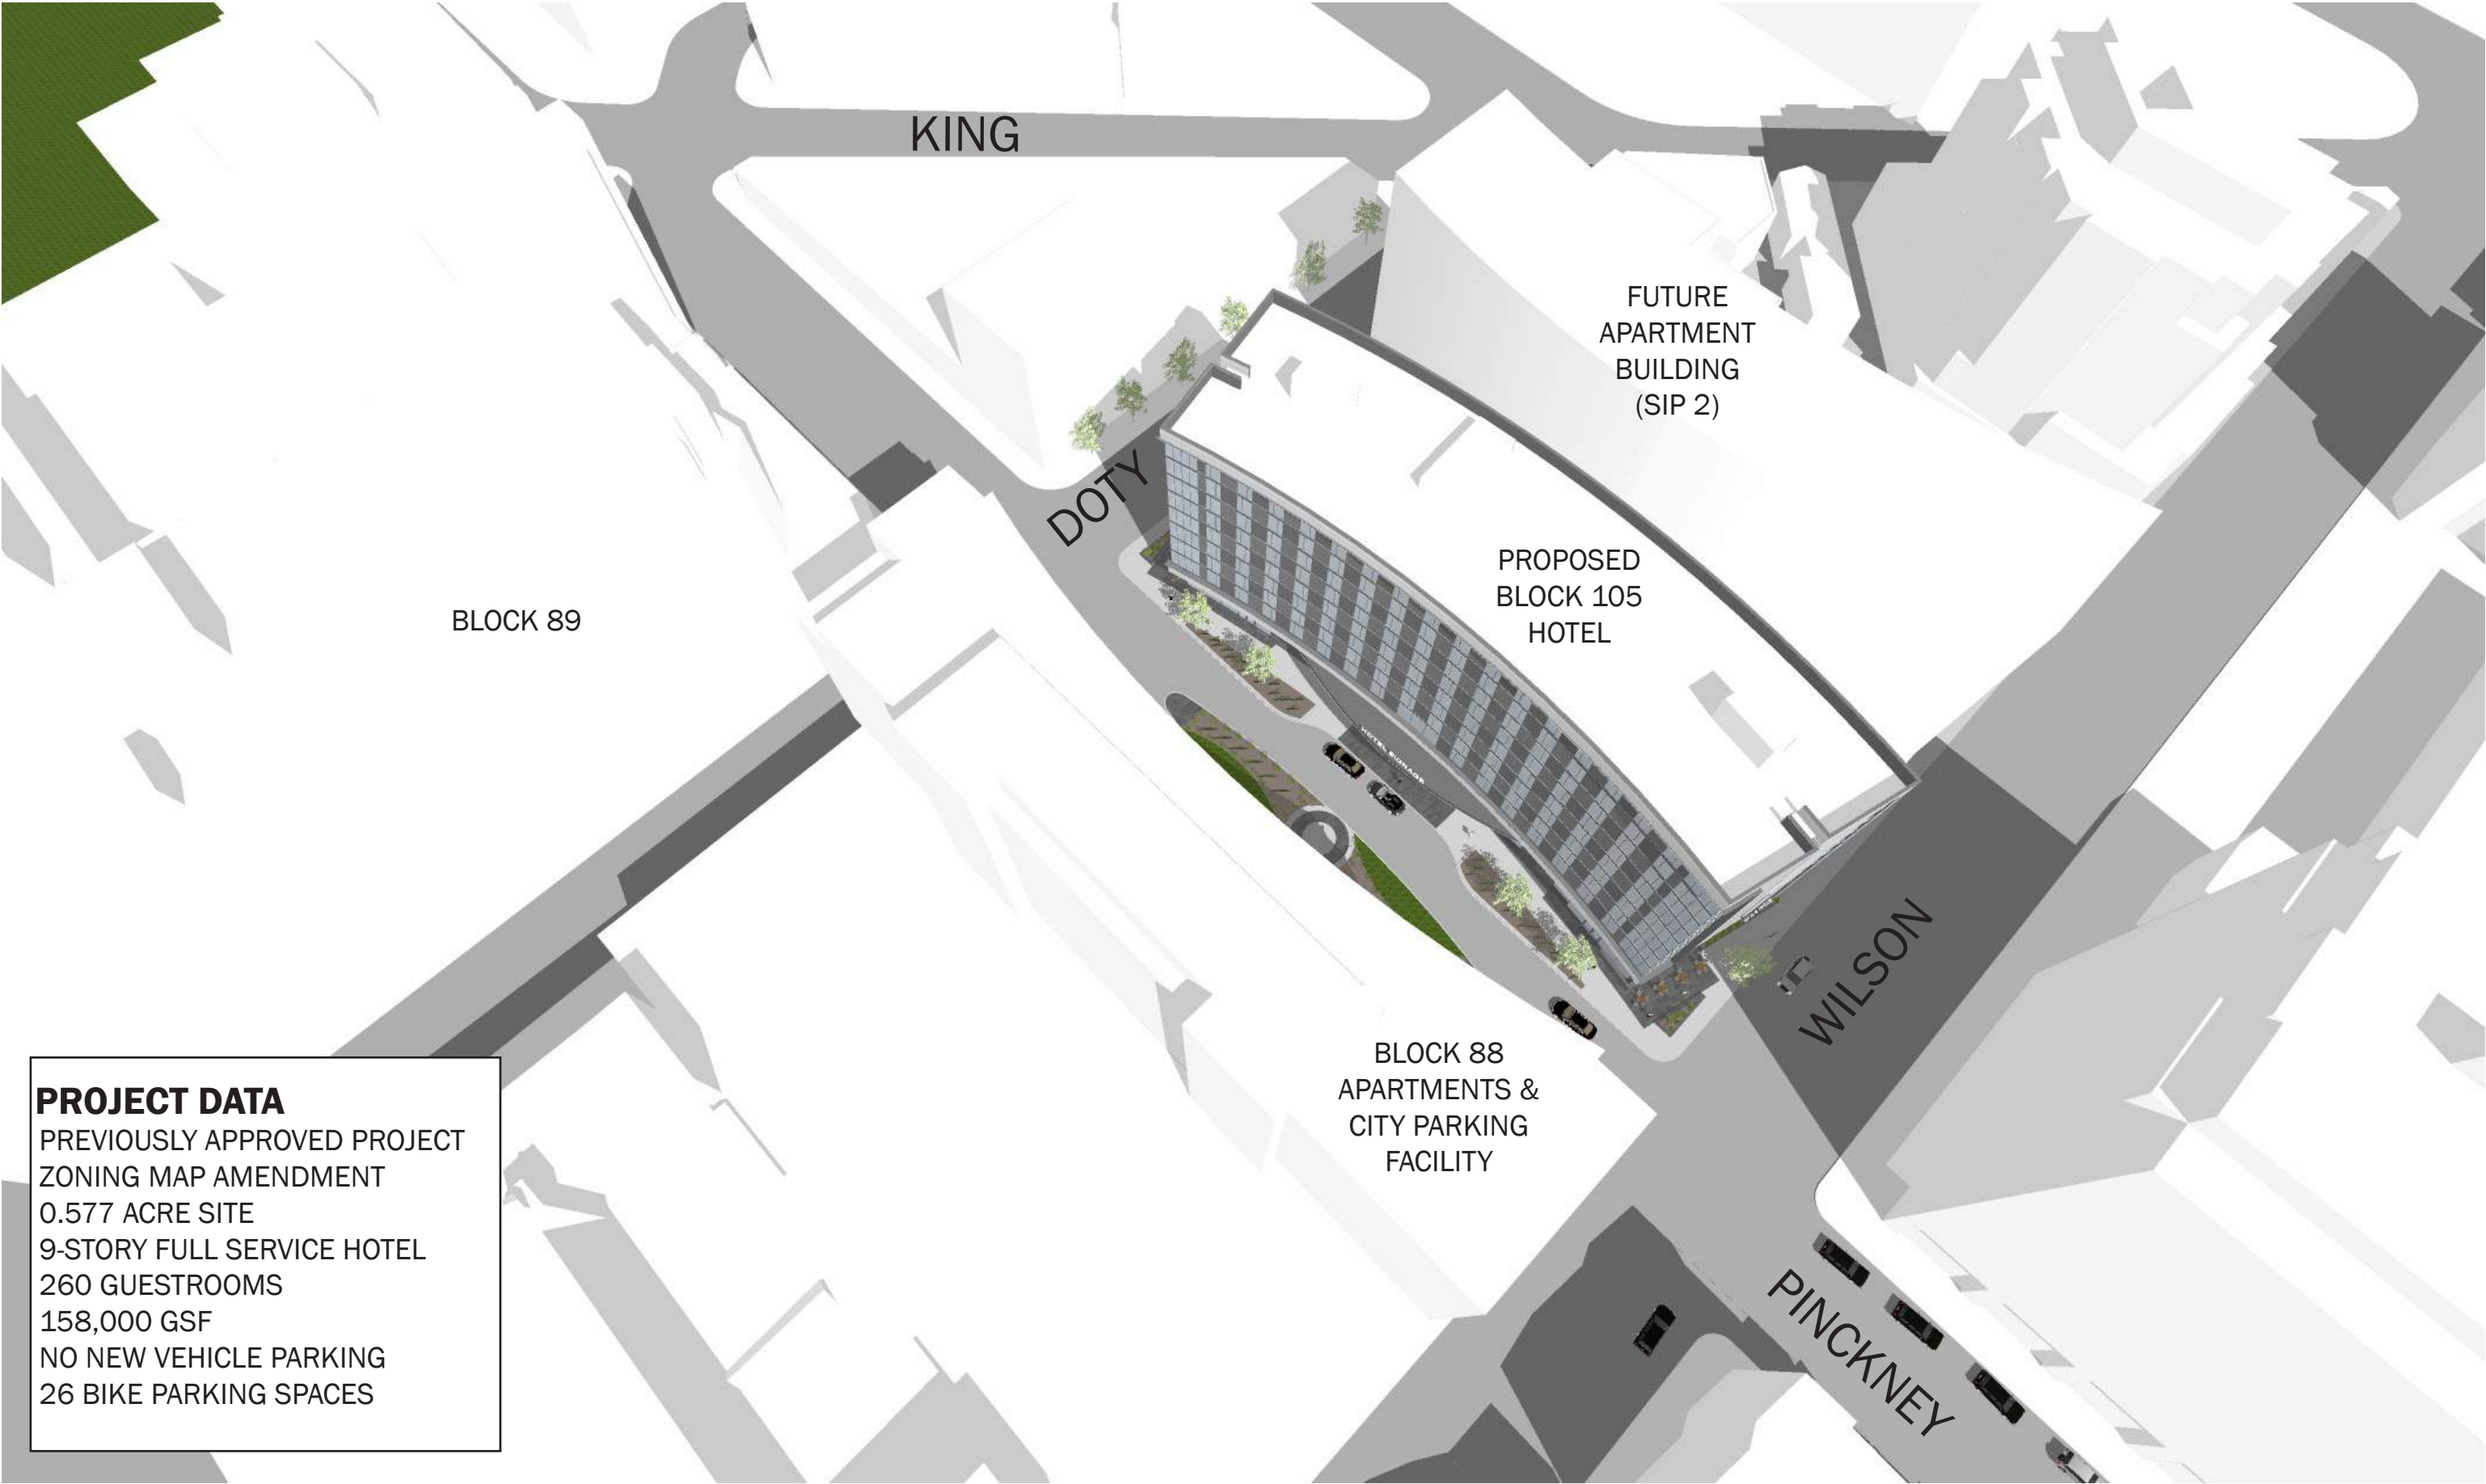 KING
FUTURE
APARTMENT
BUILDING
(SIP 2)
DOTY
PROPOSED
BLOCK 105
HOTEL
BLOCK 89
HOTEL SIGNAGE
WILSON
BLOCK 88
APARTMENTS &
CITY PARKING
FACILITY
PINCKNEY
PROJECT DATA
PREVIOUSLY APPROVED PROJECT
ZONING MAP AMENDMENT
0.577 ACRE SITE
9-STORY FULL SERVICE HOTEL
260 GUESTROOMS
158,000 GSF
NO NEW VEHICLE PARKING
26 BIKE PARKING SPACES